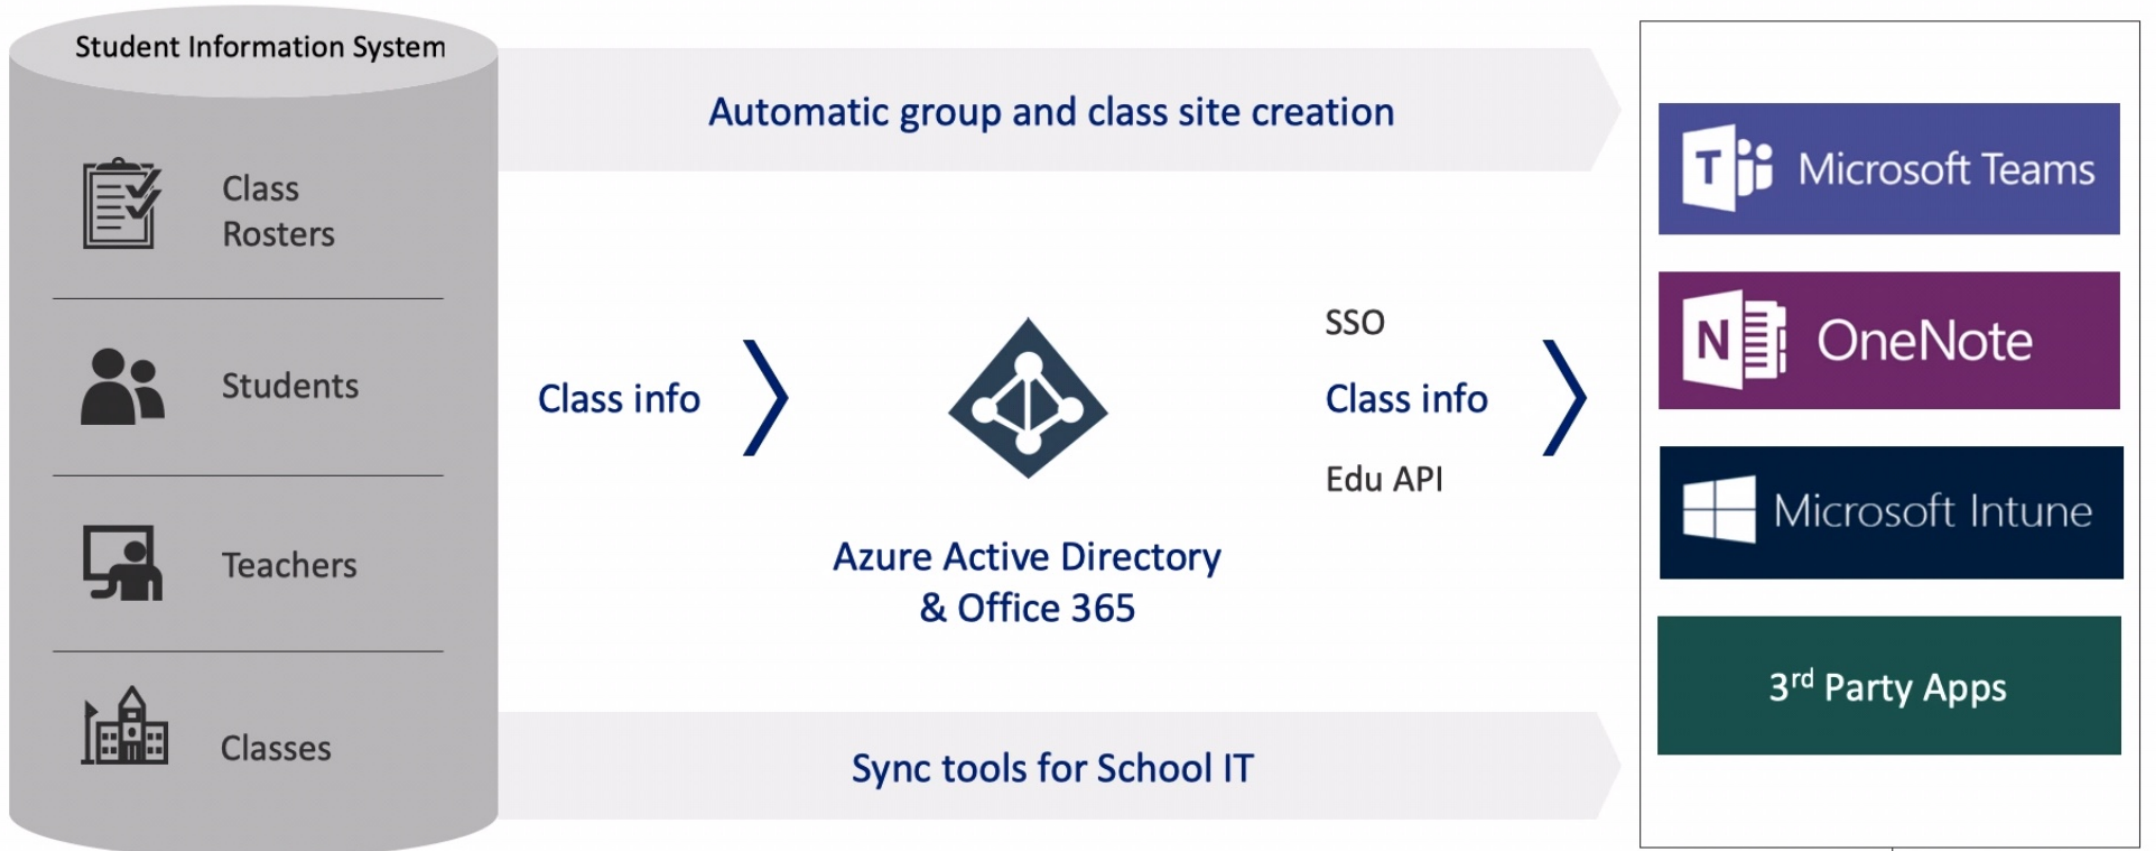 Student Information System
Class
Rosters
Students
Teachers
Classes
Automatic group and class site creation
Class info
Azure Active Directory
& Office 365
SSO
Class info
Edu API
Sync tools for School IT
T Microsoft Teams
N OneNote
Microsoft Intune
3rd Party Apps